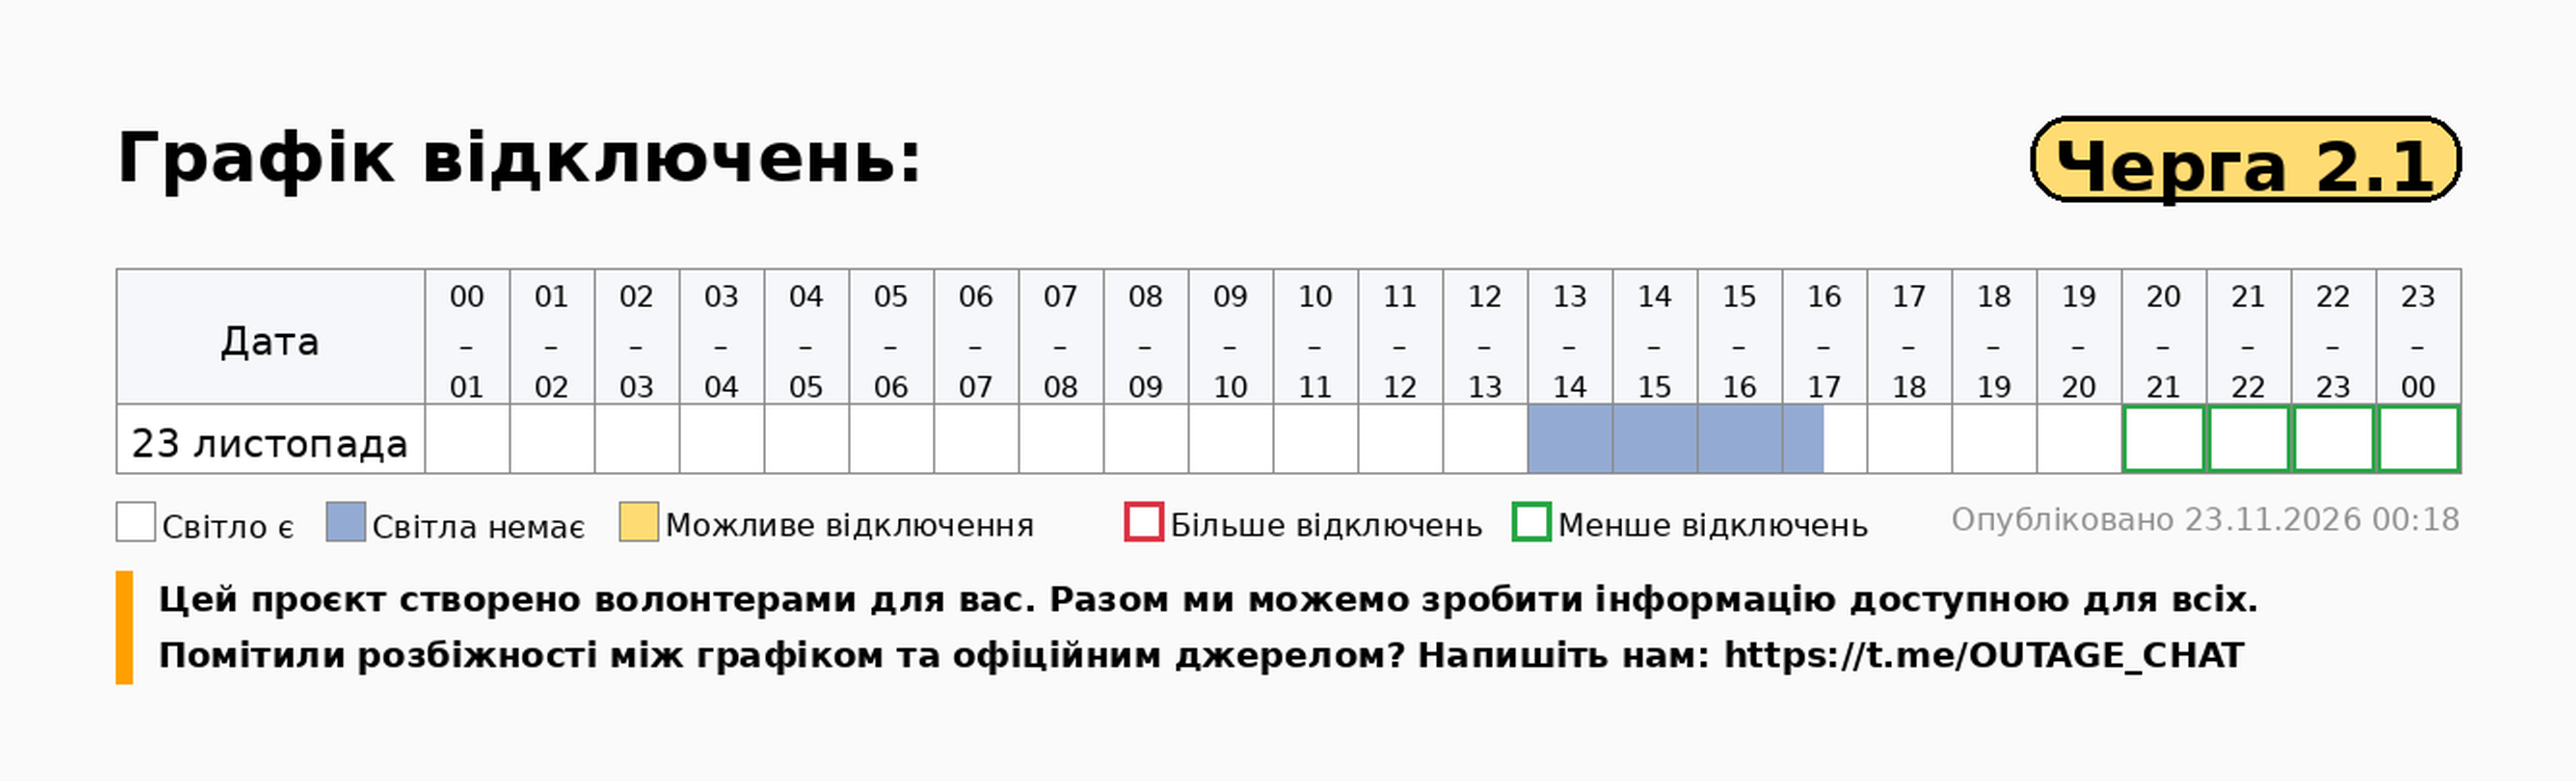 Графік відключень:
Черга 2.1
Дата
00 – 01
01 – 02
02 – 03
03 – 04
04 – 05
05 – 06
06 – 07
07 – 08
08 – 09
09 – 10
10 – 11
11 – 12
12 – 13
13 – 14
14 – 15
15 – 16
16 – 17
17 – 18
18 – 19
19 – 20
20 – 21
21 – 22
22 – 23
23 – 00
23 листопада
Світло є
Світла немає
Можливе відключення
Більше відключень
Менше відключень
Опубліковано 23.11.2026 00:18
Цей проєкт створено волонтерами для вас. Разом ми можемо зробити інформацію доступною для всіх.
Помітили розбіжності між графіком та офіційним джерелом? Напишіть нам: https://t.me/OUTAGE_CHAT